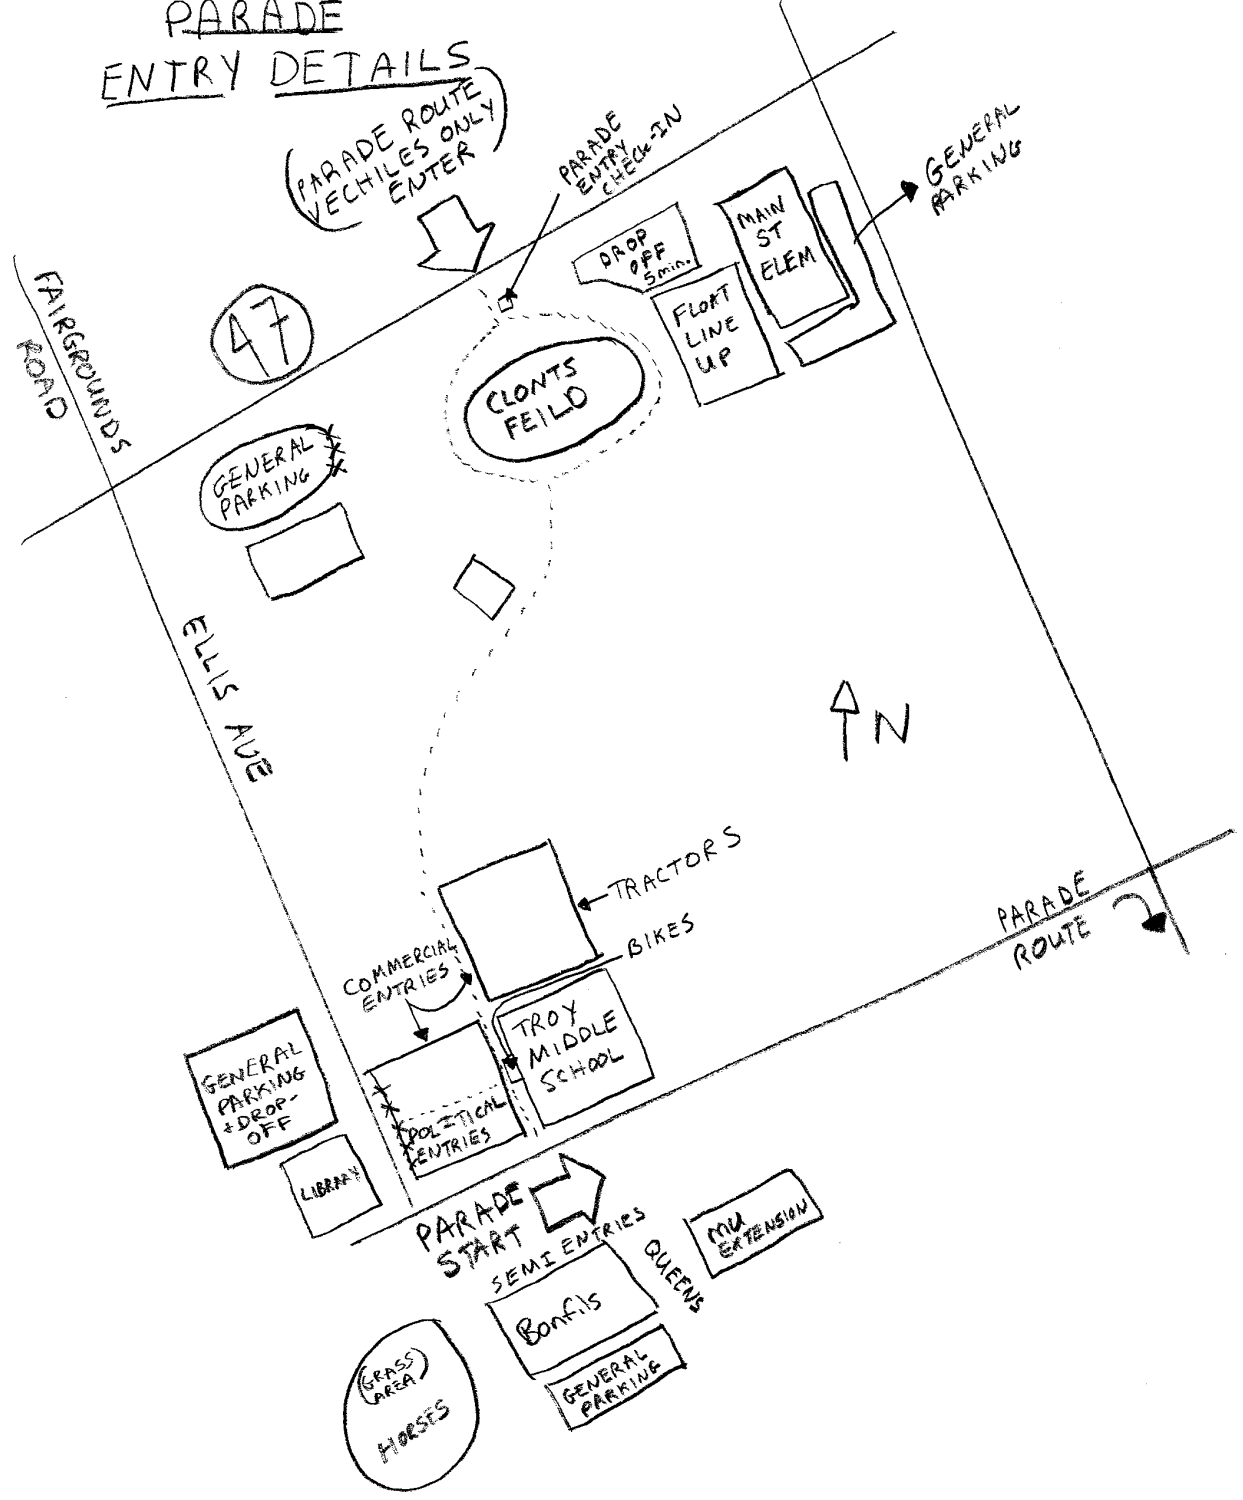 PARADE
ENTRY DETAILS
(PARADE ROUTE
VECHILES ONLY
ENTER)
PARADE
ENTRY
CHECK-IN
GENERAL
PARKING
MAIN
ST
ELEM
DROP
OFF
5 min.
FLOAT
LINE
UP
FAIRGROUNDS
ROAD
47
CLONTS
FEILD
GENERAL
PARKING
ELLIS AVE
N
TRACTORS
BIKES
COMMERCIAL
ENTRIES
PARADE
ROUTE
TROY
MIDDLE
SCHOOL
GENERAL
PARKING
+ DROP-
OFF
POLITICAL
ENTRIES
LIBRARY
PARADE
START
SEMI ENTRIES
QUEENS
MU
EXTENSION
Bonfils
GENERAL
PARKING
(GRASS
AREA)
HORSES